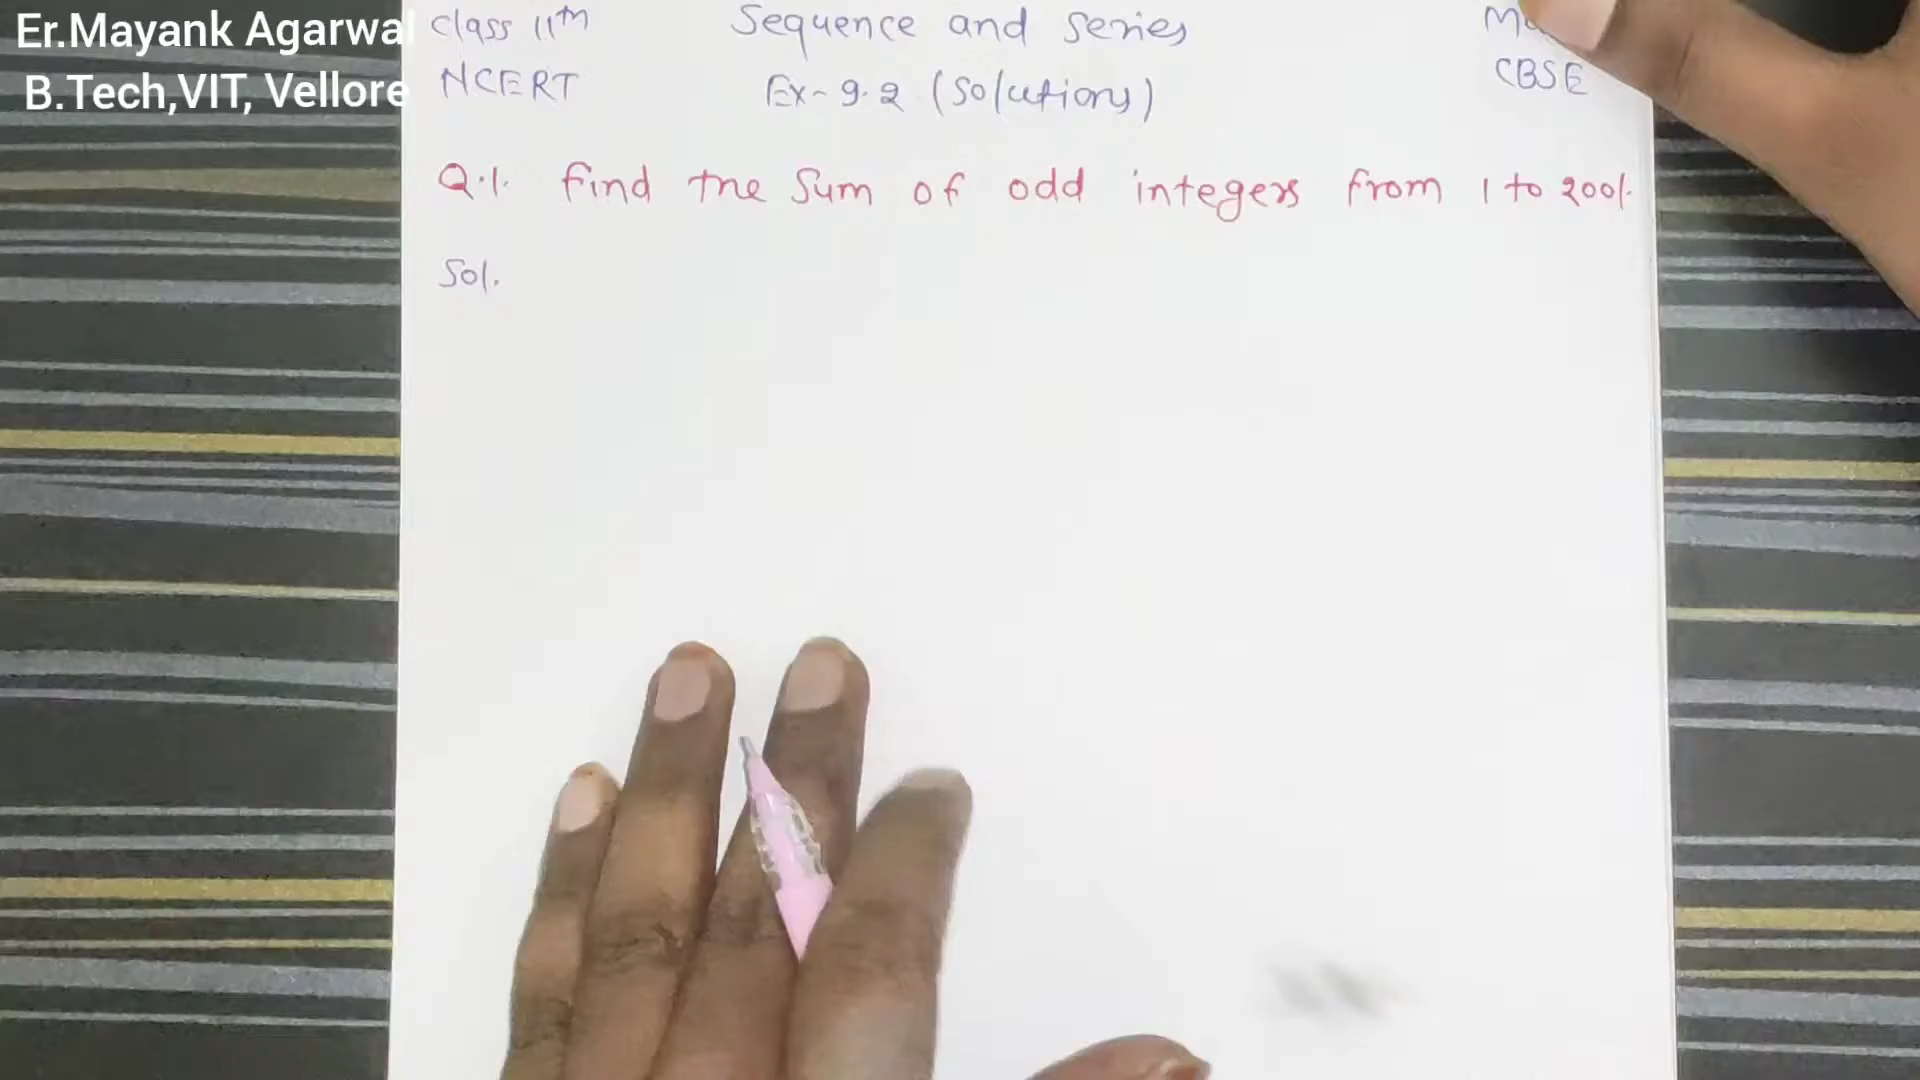 Er.Mayank Agarwal
B.Tech,VIT, Vellore
Class 11th
NCERT
Sequence and Series
Ex-9.2 (Solutions)
CBSE
Q.1. Find the Sum of odd integers from 1 to 2001.
Sol.